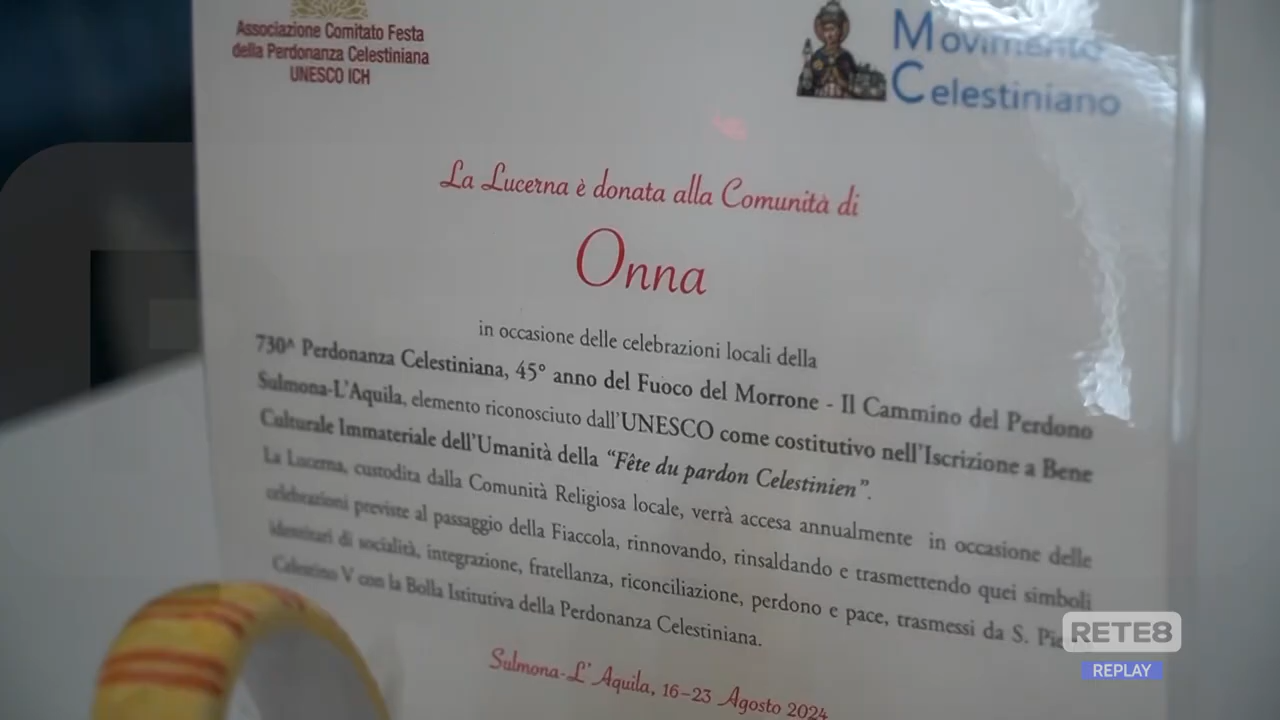 Associazione Comitato Festa
della Perdonanza Celestiniana
UNESCO ICH
Movimento
Celestiniano
La Lucerna è donata alla Comunità di
Onna
in occasione delle celebrazioni locali della
730^ Perdonanza Celestiniana, 45° anno del Fuoco del Morrone - Il Cammino del Perdono
Sulmona-L'Aquila, elemento riconosciuto dall'UNESCO come costitutivo nell'Iscrizione a Bene
Culturale Immateriale dell'Umanità della “Fête du pardon Celestinien”.
La Lucerna, custodita dalla Comunità Religiosa locale, verrà accesa annualmente in occasione delle
celebrazioni previste al passaggio della Fiaccola, rinnovando, rinsaldando e trasmettendo quei simboli
identitari di socialità, integrazione, fratellanza, riconciliazione, perdono e pace, trasmessi da S.
Celestino V con la Bolla Istitutiva della Perdonanza Celestiniana.
Sulmona-L' Aquila, 16-23 Agosto 2024
RETE8
REPLAY